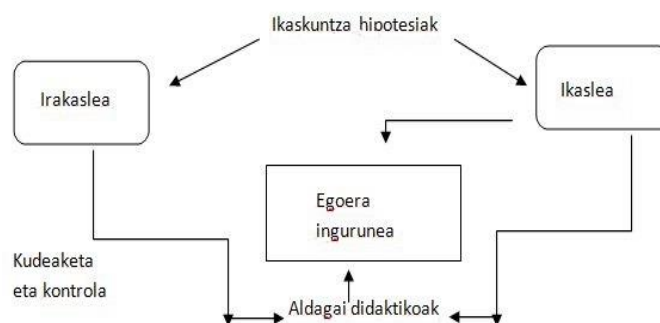 Ikaskuntza hipotesiak
Irakaslea
Ikaslea
Egoera
ingurunea
Kudeaketa
eta kontrola
Aldagai didaktikoak